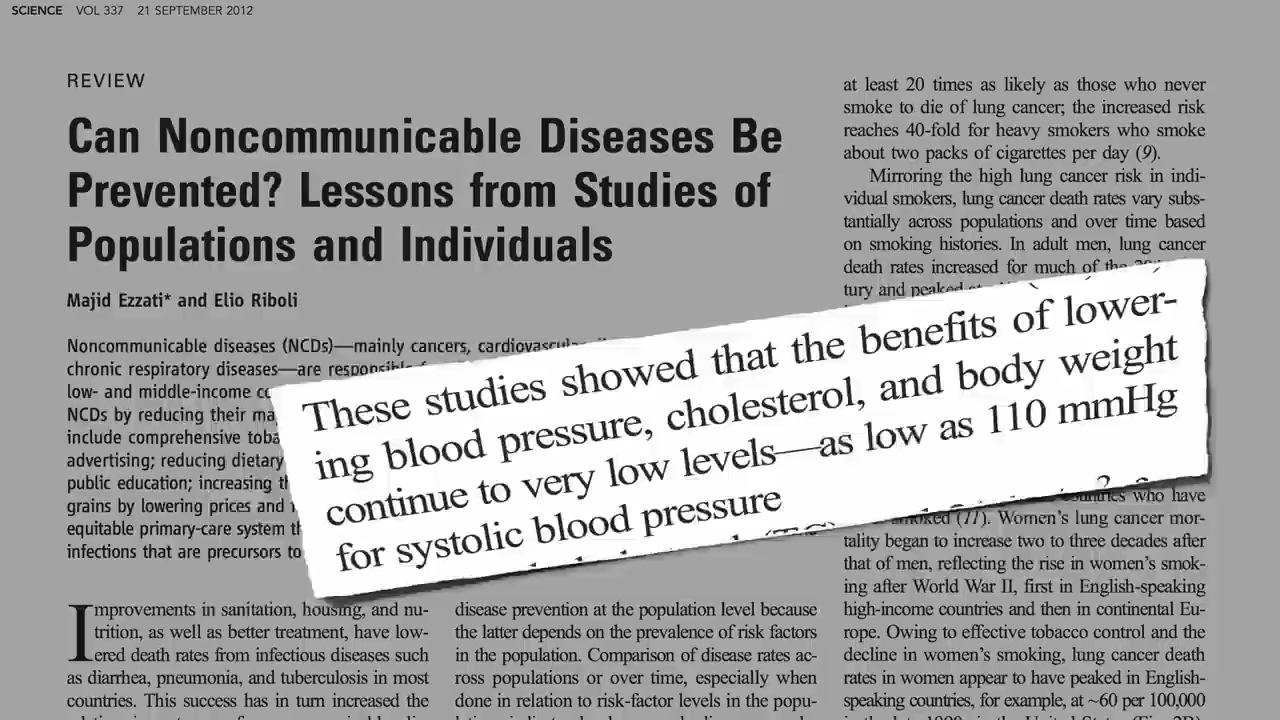 SCIENCE VOL 337 21 SEPTEMBER 2012
REVIEW
Can Noncommunicable Diseases Be
Prevented? Lessons from Studies of
Populations and Individuals
Majid Ezzati* and Elio Riboli
Noncommunicable diseases (NCDs)—mainly cancers,
chronic respiratory diseases—are
low- and middle-income
NCDs by reducing their
include comprehensive
advertising; reducing dietary
public education; increasing
grains by lowering prices and
equitable primary-care system
infections that are precursors to
These studies showed that the benefits of lower-
ing blood pressure, cholesterol, and body weight
continue to very low levels—as low as 110 mmHg
for systolic blood pressure
Improvements in sanitation, housing, and nu-
trition, as well as better treatment, have low-
ered death rates from infectious diseases such
as diarrhea, pneumonia, and tuberculosis in most
countries. This success has in turn increased the
disease prevention at the population level because
the latter depends on the prevalence of risk factors
in the population. Comparison of disease rates ac-
ross populations or over time, especially when
done in relation to risk-factor levels in the popu-
at least 20 times as likely as those who never
smoke to die of lung cancer; the increased risk
reaches 40-fold for heavy smokers who smoke
about two packs of cigarettes per day (9).
Mirroring the high lung cancer risk in indi-
vidual smokers, lung cancer death rates vary subs-
tantially across populations and over time based
on smoking histories. In adult men, lung cancer
death rates increased for much of the
tury and peaked
who have
(11). Women's lung cancer mor-
tality began to increase two to three decades after
that of men, reflecting the rise in women's smok-
ing after World War II, first in English-speaking
high-income countries and then in continental Eu-
rope. Owing to effective tobacco control and the
decline in women's smoking, lung cancer death
rates in women appear to have peaked in English-
speaking countries, for example, at ~60 per 100,000